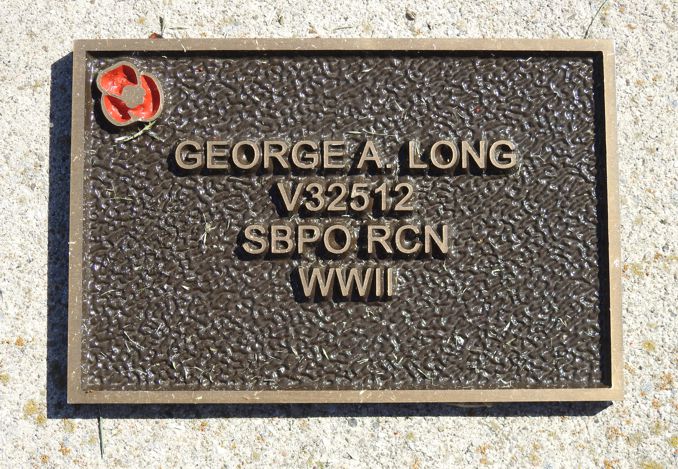 GEORGE A. LONG
V32512
SBPO RCN
WWII